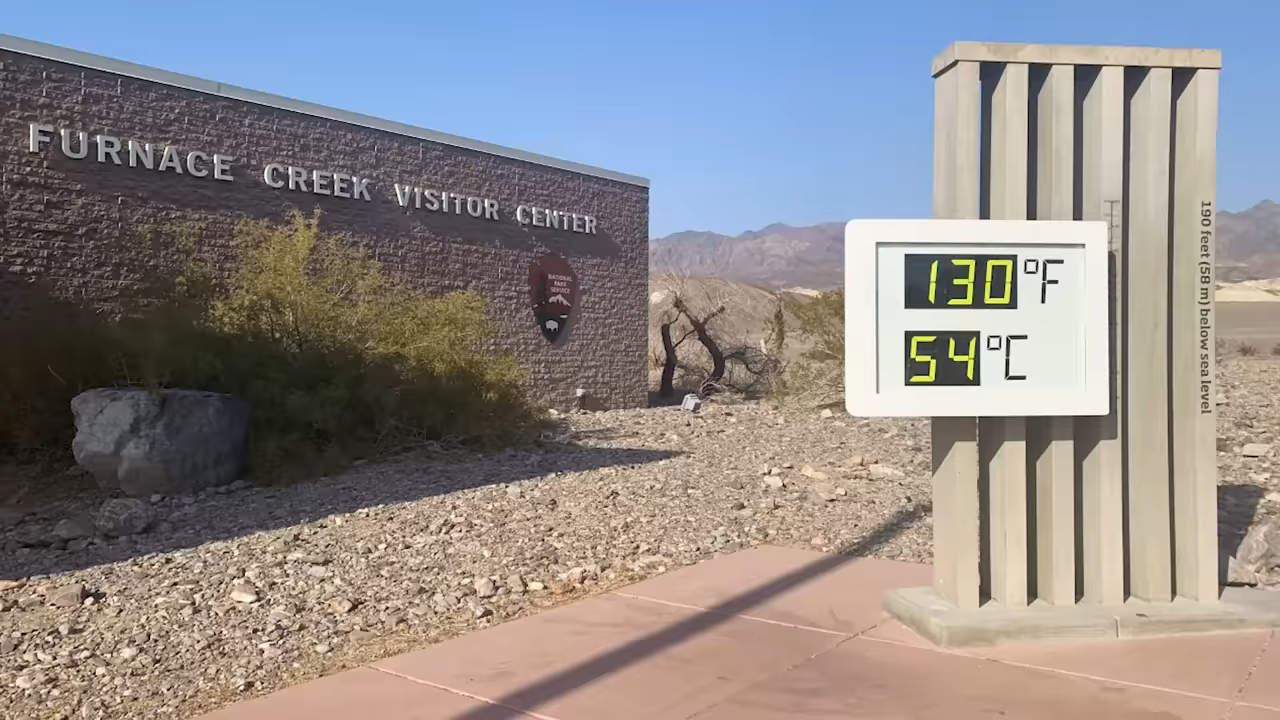 FURNACE CREEK VISITOR CENTER
NATIONAL
PARK
SERVICE
130°F
54°C
190 feet (58 m) below sea level